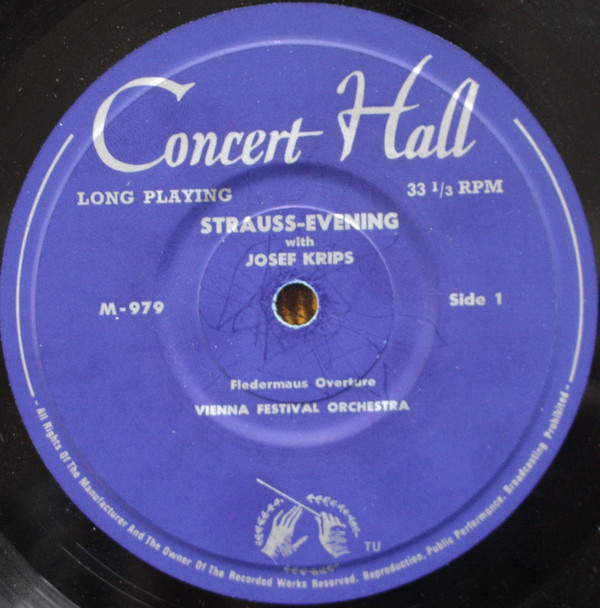 Concert Hall
LONG PLAYING 33 1/3 RPM
STRAUSS-EVENING
with
JOSEF KRIPS
M-979 Side 1
Fledermaus Overture
VIENNA FESTIVAL ORCHESTRA
TU
- All Rights Of The Manufacturer And The Owner Of The Recorded Works Reserved. Reproduction, Public Performance, Broadcasting Prohibited -